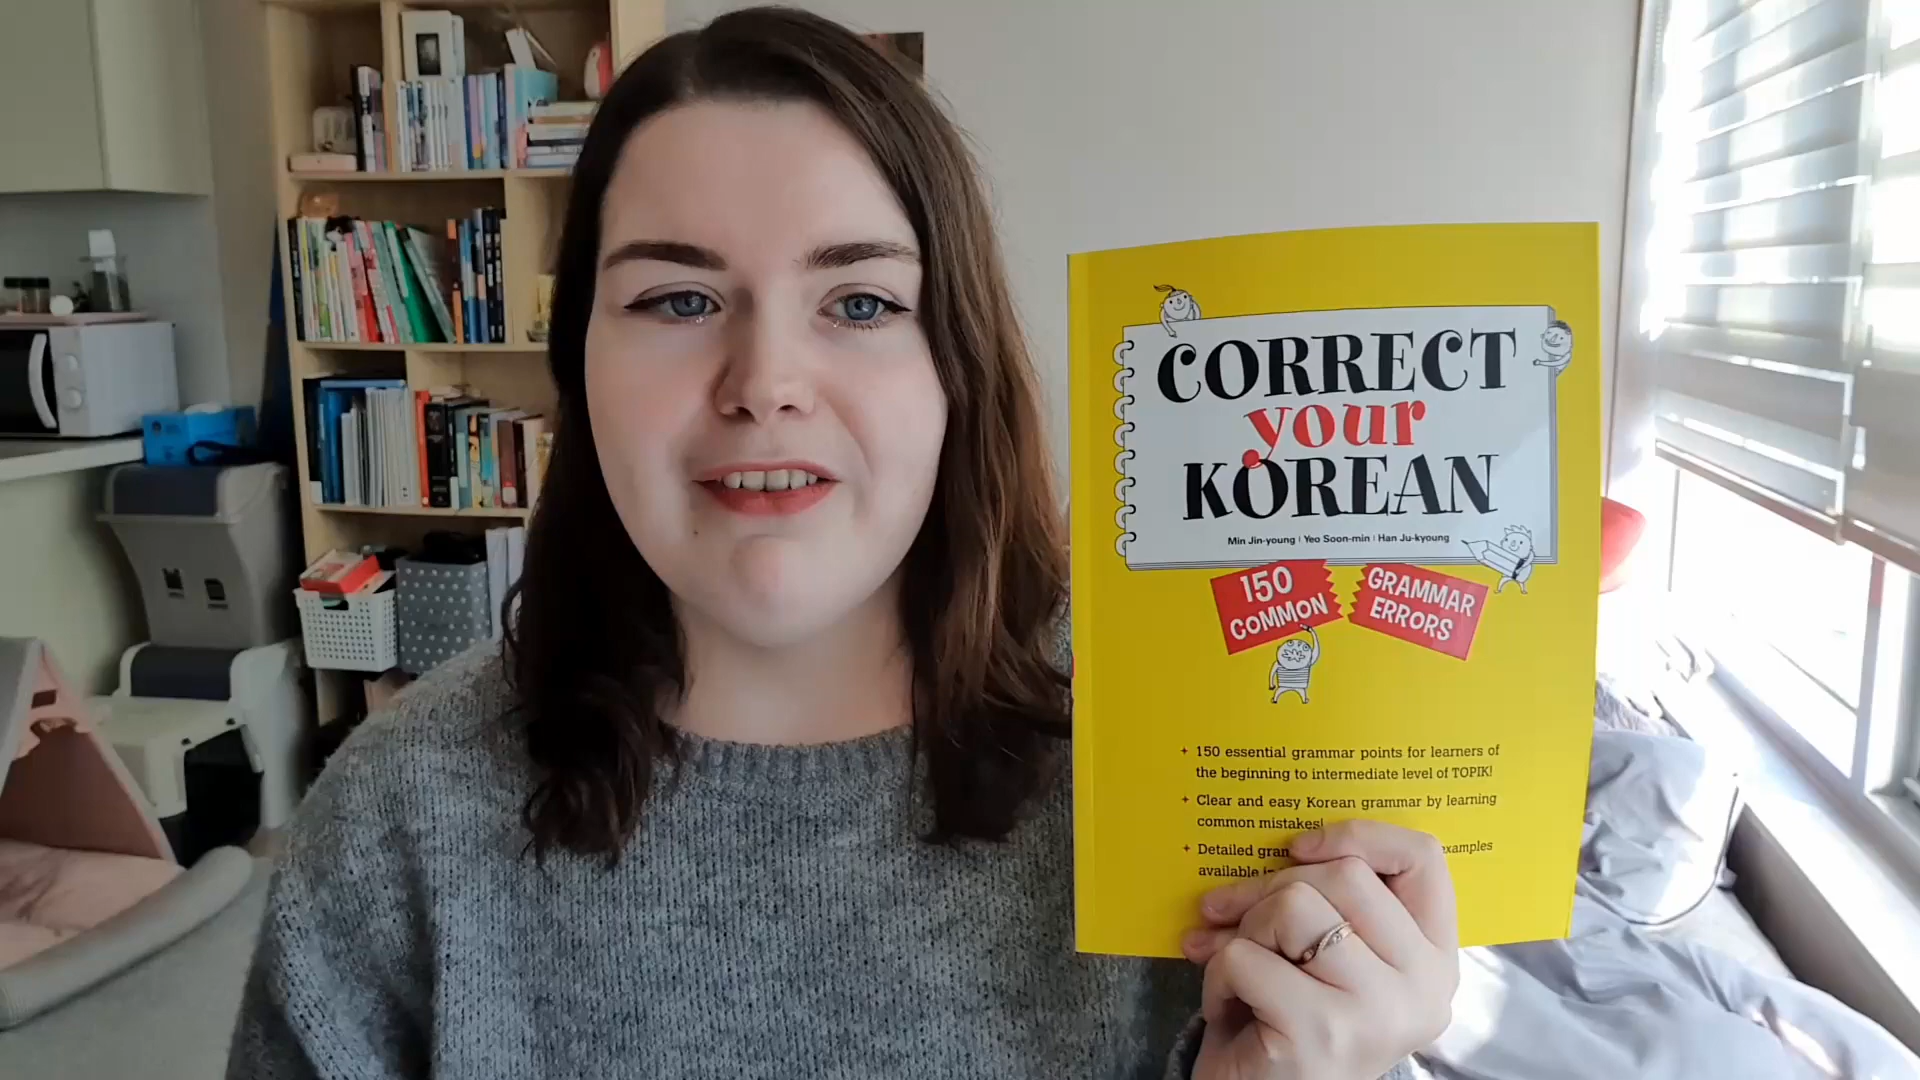 CORRECT
your
KOREAN
Min Jin-young | Yeo Soon-min | Han Ju-kyoung
150
COMMON
GRAMMAR
ERRORS
+ 150 essential grammar points for learners of
the beginning to intermediate level of TOPIK!
+ Clear and easy Korean grammar by learning
common mistakes!
+ Detailed examples
available